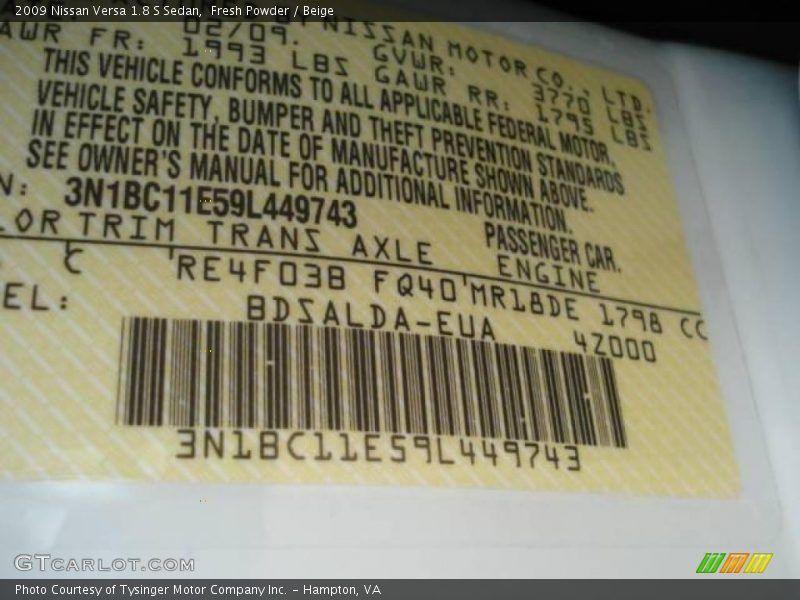 2009 Nissan Versa 1.8 S Sedan,  Fresh Powder / Beige
NISSAN MOTOR CO., LTD.
02/09. GVWR: 3770 LBS
AWR FR: 1993 LBS GAWR RR: 1795 LBS
THIS VEHICLE CONFORMS TO ALL APPLICABLE FEDERAL MOTOR
VEHICLE SAFETY, BUMPER AND THEFT PREVENTION STANDARDS
IN EFFECT ON THE DATE OF MANUFACTURE SHOWN ABOVE.
SEE OWNER'S MANUAL FOR ADDITIONAL INFORMATION.
N: 3N1BC11E59L449743 PASSENGER CAR.
LOR TRIM TRANS AXLE ENGINE
C RE4F03B FQ40 MR18DE 1798 CC
EL: BDSALDA-EUA 4Z000
3N1BC11E59L449743
GTCARLOT.COM
Photo Courtesy of Tysinger Motor Company Inc. - Hampton, VA